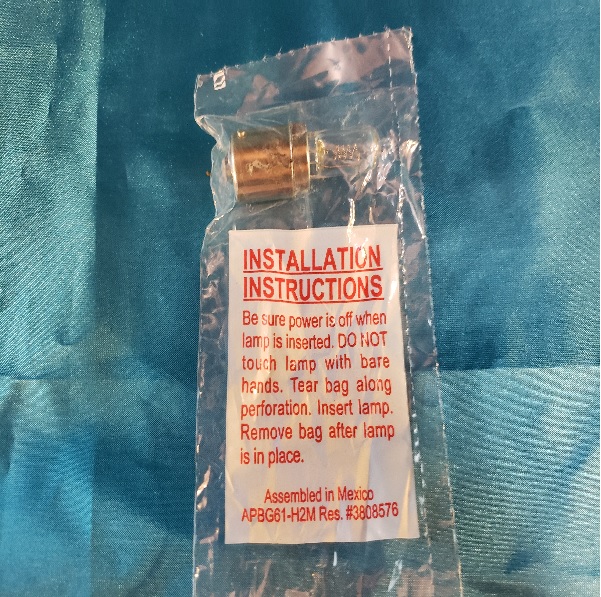 INSTALLATION
INSTRUCTIONS
Be sure power is off when
lamp is inserted. DO NOT
touch lamp with bare
hands. Tear bag along
perforation. Insert lamp.
Remove bag after lamp
is in place.
Assembled in Mexico
APBG61-H2M Res. #3808576